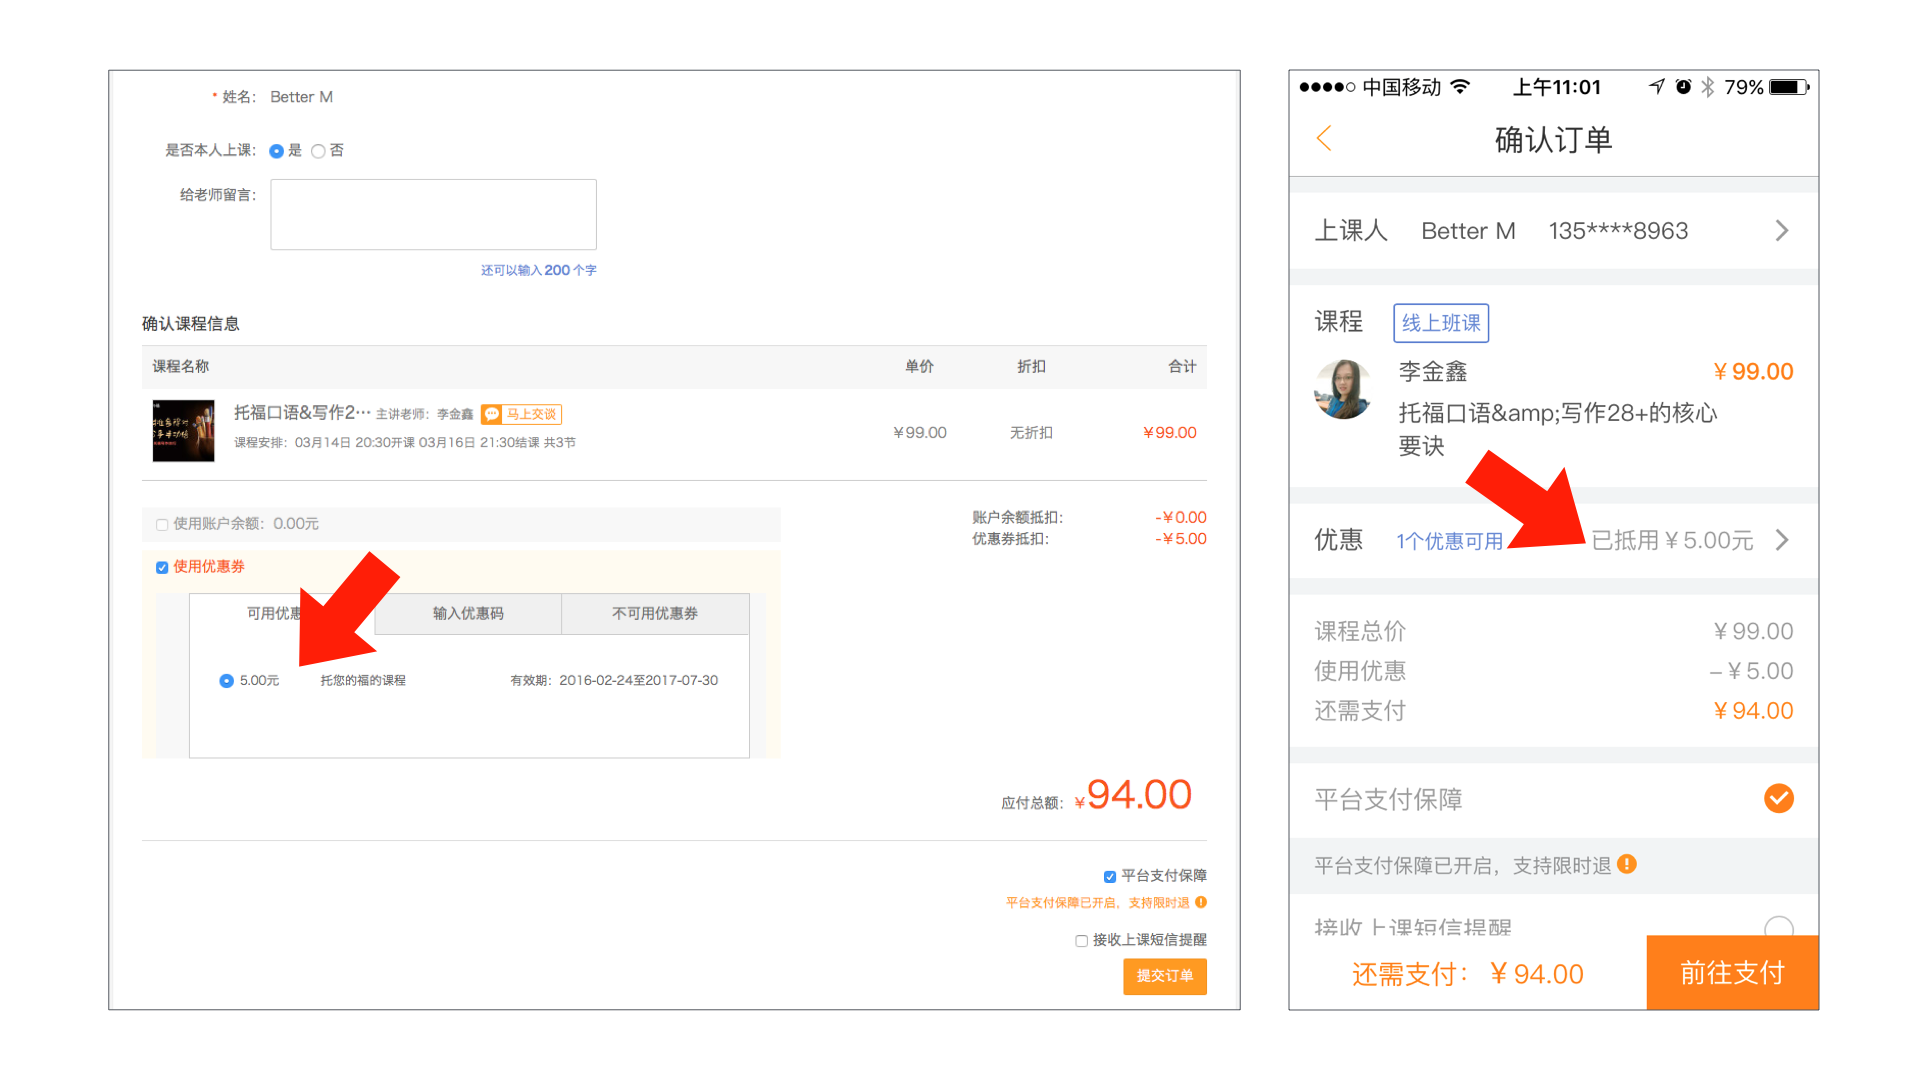 * 姓名： Better M
是否本人上课： 是 否
给老师留言：
还可以输入 200 个字
确认课程信息
课程名称 单价 折扣 合计
托福口语&写作2… 主讲老师：李金鑫 马上交谈
课程安排：03月14日 20:30开课 03月16日 21:30结课 共3节
￥99.00 无折扣 ￥99.00
使用账户余额：0.00元
账户余额抵扣： -￥0.00
优惠券抵扣： -￥5.00
使用优惠券
可用优惠 输入优惠码 不可用优惠券
5.00元 托您的福的课程 有效期：2016-02-24至2017-07-30
应付总额：￥94.00
平台支付保障
平台支付保障已开启，支持限时退
接收上课短信提醒
提交订单
中国移动 上午11:01 79%
确认订单
上课人 Better M 135****8963
课程 线上班课
李金鑫 ￥99.00
托福口语&amp;写作28+的核心
要诀
优惠 1个优惠可用 已抵用￥5.00元
课程总价 ￥99.00
使用优惠 –￥5.00
还需支付 ￥94.00
平台支付保障
平台支付保障已开启，支持限时退
接收上课短信提醒
还需支付：￥94.00 前往支付